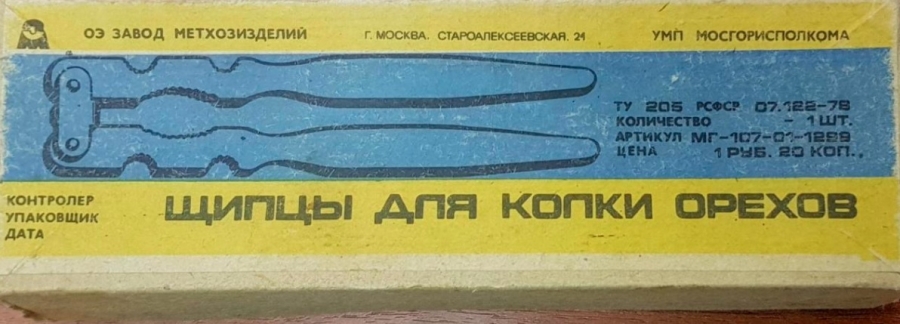 ОЭ ЗАВОД МЕТХОЗИЗДЕЛИЙ Г. МОСКВА. СТАРОАЛЕКСЕЕВСКАЯ. 21 УМП МОСГОРИСПОЛКОМА
ТУ 205 РСФСР 07.122-78
КОЛИЧЕСТВО - 1 ШТ.
АРТИКУЛ МГ-107-01-1299
ЦЕНА 1 РУБ. 20 КОП.,
КОНТРОЛЕР
УПАКОВЩИК
ДАТА
ЩИПЦЫ ДЛЯ КОЛКИ ОРЕХОВ